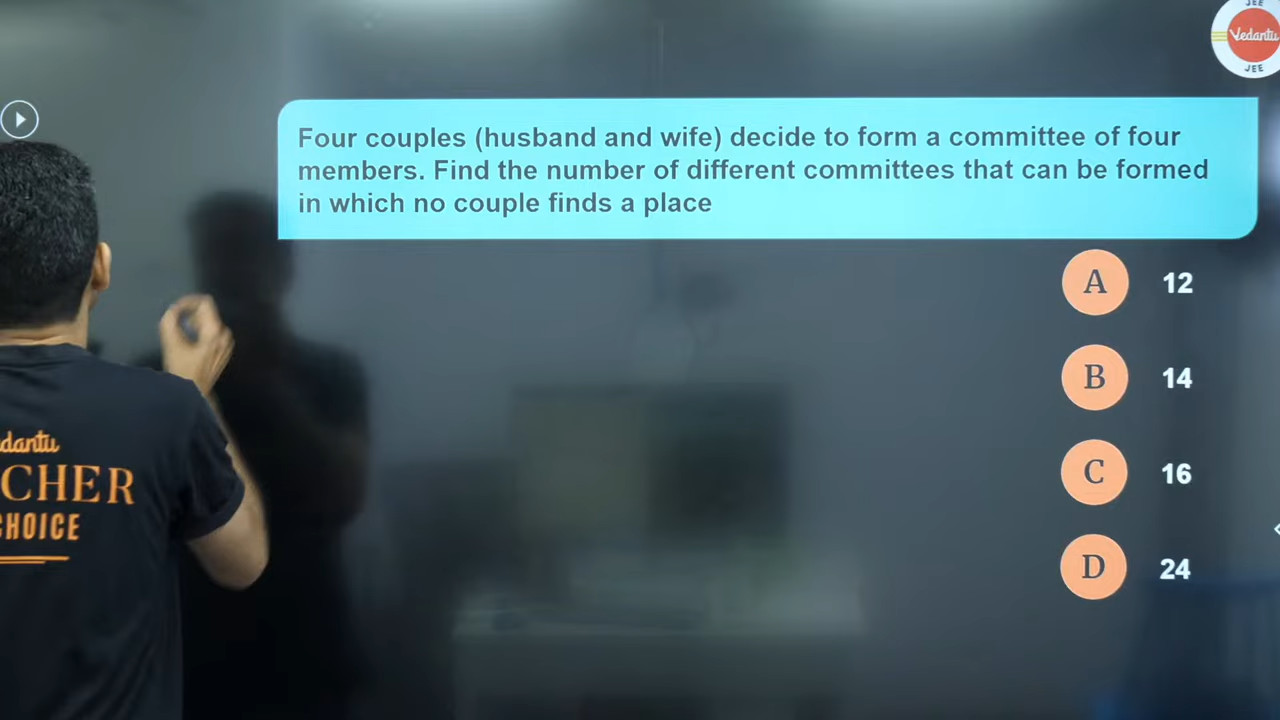 JEE
Vedantu
JEE
Four couples (husband and wife) decide to form a committee of four
members. Find the number of different committees that can be formed
in which no couple finds a place
A 12
B 14
C 16
D 24
dantu
CHER
CHOICE